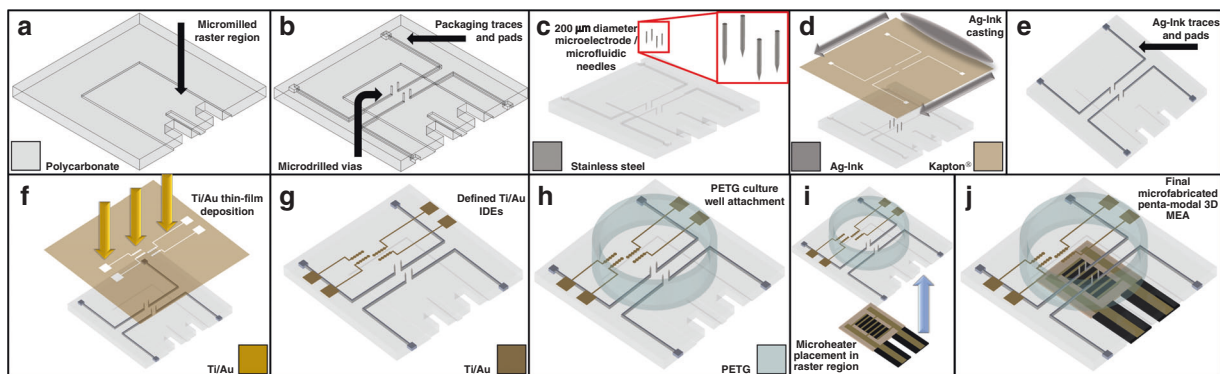 a
Micromilled
raster region
Polycarbonate
b
Packaging traces
and pads
Microdrilled vias
c
200 µm diameter
microelectrode /
microfluidic
needles
Stainless steel
d
Ag-Ink
casting
Ag-Ink
Kapton®
e
Ag-Ink traces
and pads
f
Ti/Au thin-film
deposition
Ti/Au
g
Defined Ti/Au
IDEs
Ti/Au
h
PETG culture
well attachment
PETG
i
Microheater
placement in
raster region
j
Final
microfabricated
penta-modal 3D
MEA